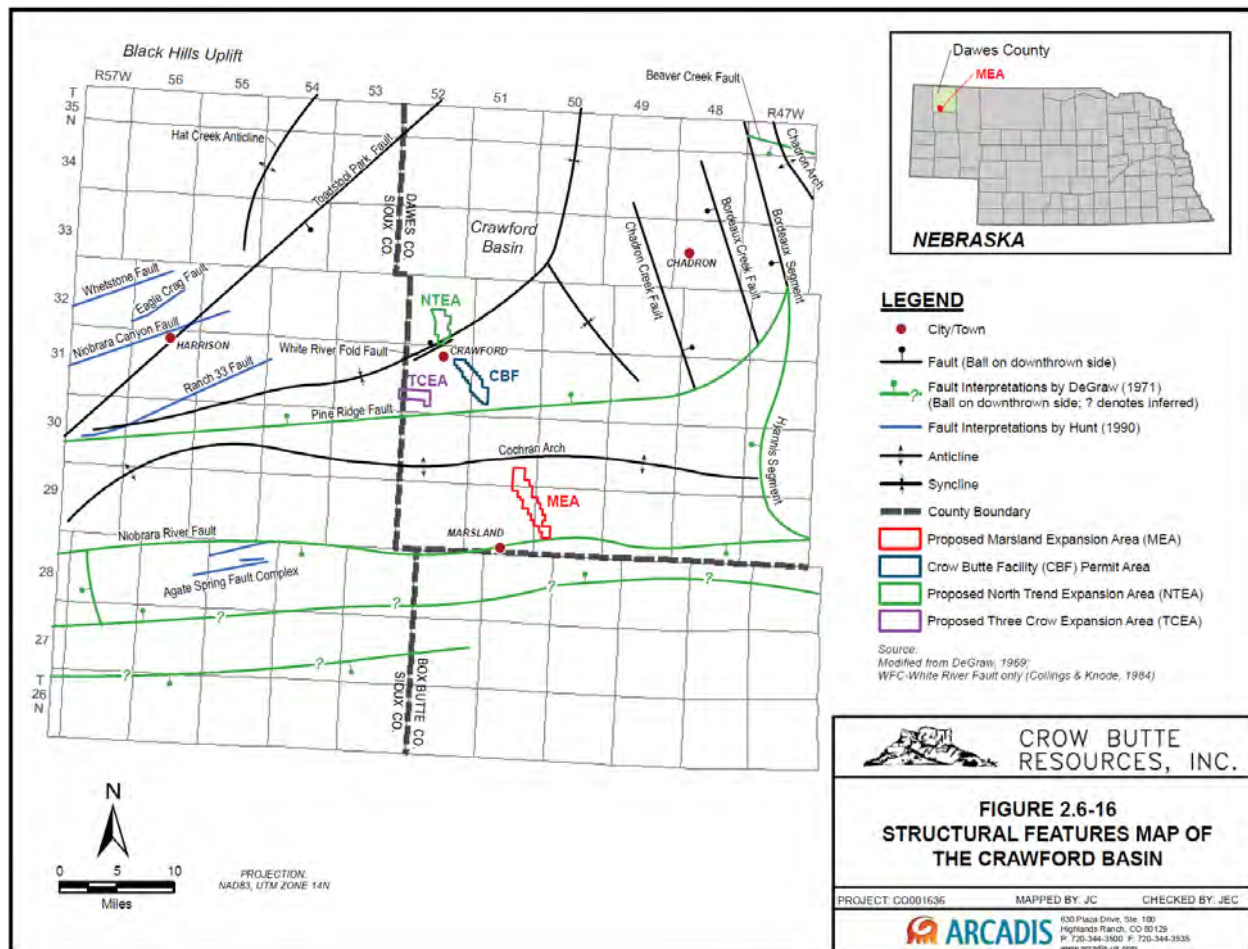 Black Hills Uplift
R57W 56 55 54 53 52 51 50 49 48 R47W
T
35
N
34
33
32
31
30
29
28
27
T
26
N
Hat Creek Anticline
Toadstool Park Fault
Beaver Creek Fault
Chadron Arch
DAWES CO.
SIOUX CO.
Crawford
Basin
Chadron Creek Fault
Bordeaux Creek Fault
Bordeaux Segment
CHADRON
Whetstone Fault
Eagle Crag Fault
Niobrara Canyon Fault
HARRISON
NTEA
White River Fold Fault
CRAWFORD
Ranch 33 Fault
TCEA
CBF
Pine Ridge Fault
Hyannis Segment
Cochran Arch
MEA
Niobrara River Fault
MARSLAND
Agate Spring Fault Complex
?
?
?
?
?
?
BOX BUTTE CO.
SIOUX CO.
N
0 5 10
Miles
PROJECTION:
NAD83, UTM ZONE 14N
Dawes County
MEA
NEBRASKA
LEGEND
City/Town
Fault (Ball on downthrown side)
?
Fault Interpretations by DeGraw (1971)
(Ball on downthrown side; ? denotes inferred)
Fault Interpretations by Hunt (1990)
Anticline
Syncline
County Boundary
Proposed Marsland Expansion Area (MEA)
Crow Butte Facility (CBF) Permit Area
Proposed North Trend Expansion Area (NTEA)
Proposed Three Crow Expansion Area (TCEA)
Source:
Modified from DeGraw, 1969;
WFC-White River Fault only (Collings & Knode, 1984)
CROW BUTTE
RESOURCES, INC.
FIGURE 2.6-16
STRUCTURAL FEATURES MAP OF
THE CRAWFORD BASIN
PROJECT: CO001636 MAPPED BY: JC CHECKED BY: JEC
ARCADIS
630 Plaza Drive, Ste. 100
Highlands Ranch, CO 80129
P: 720-344-3500 F: 720-344-3535
www.arcadis-us.com